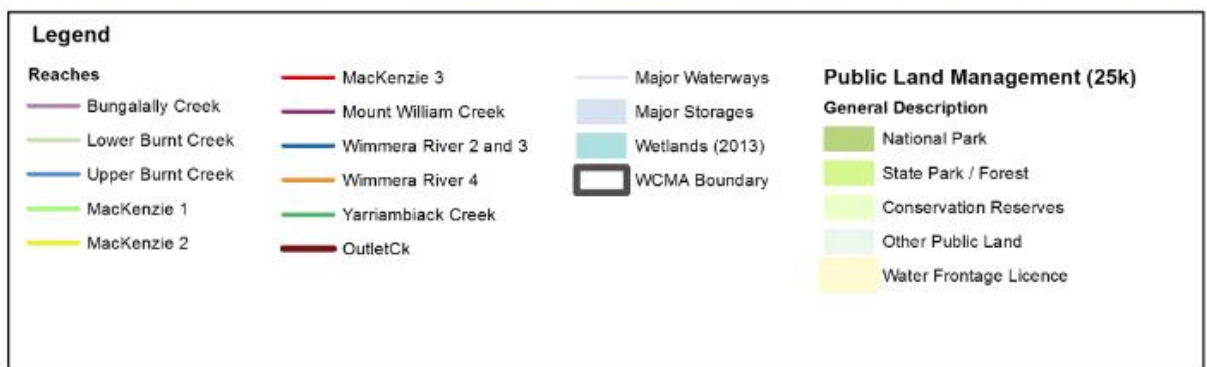 Legend
Reaches
Bungalally Creek
Lower Burnt Creek
Upper Burnt Creek
MacKenzie 1
MacKenzie 2
MacKenzie 3
Mount William Creek
Wimmera River 2 and 3
Wimmera River 4
Yarriambiack Creek
OutletCk
Major Waterways
Major Storages
Wetlands (2013)
WCMA Boundary
Public Land Management (25k)
General Description
National Park
State Park / Forest
Conservation Reserves
Other Public Land
Water Frontage Licence